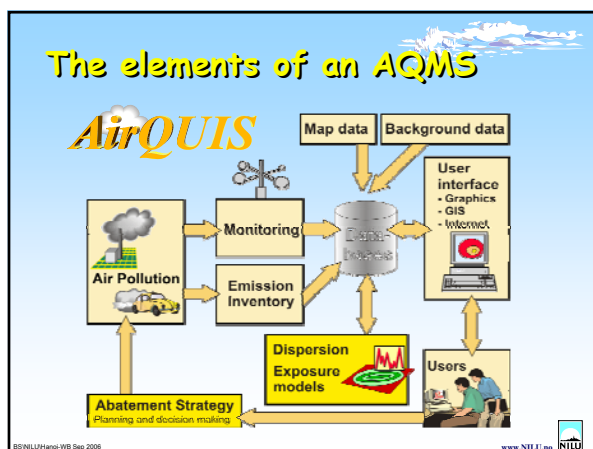 The elements of an AQMS
AirQUIS
Map data
Background data
User
interface
- Graphics
- GIS
- Internet
Monitoring
Data
bases
Air Pollution
Emission
Inventory
Dispersion
Exposure
models
Users
Abatement Strategy
Planning and decision making
BS\NILU\Hanoi-WB Sep 2006
www.NILU.no
NILU